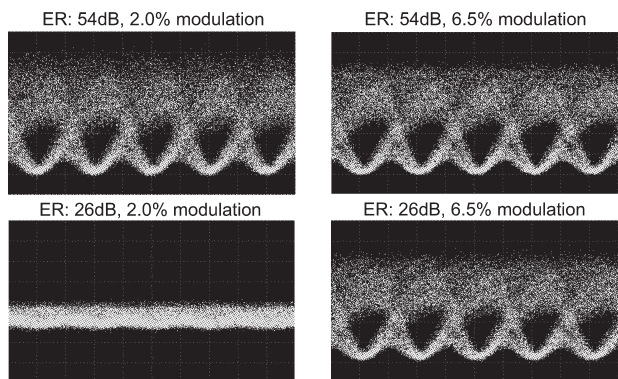 ER: 54dB, 2.0% modulation
ER: 54dB, 6.5% modulation
ER: 26dB, 2.0% modulation
ER: 26dB, 6.5% modulation